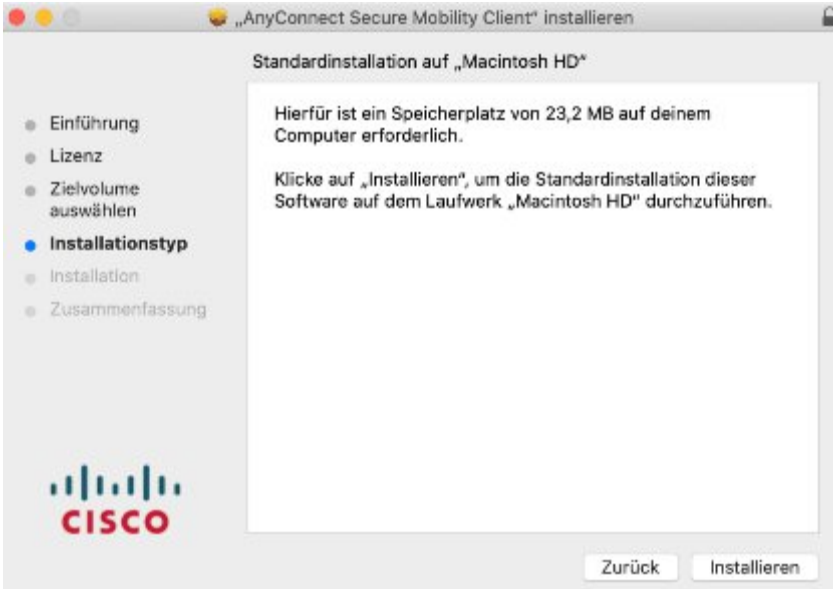 „AnyConnect Secure Mobility Client“ installieren
Standardinstallation auf „Macintosh HD“
Einführung
Lizenz
Zielvolume
auswählen
Installationstyp
Installation
Zusammenfassung
Hierfür ist ein Speicherplatz von 23,2 MB auf deinem
Computer erforderlich.
Klicke auf „Installieren“, um die Standardinstallation dieser
Software auf dem Laufwerk „Macintosh HD“ durchzuführen.
CISCO
Zurück
Installieren